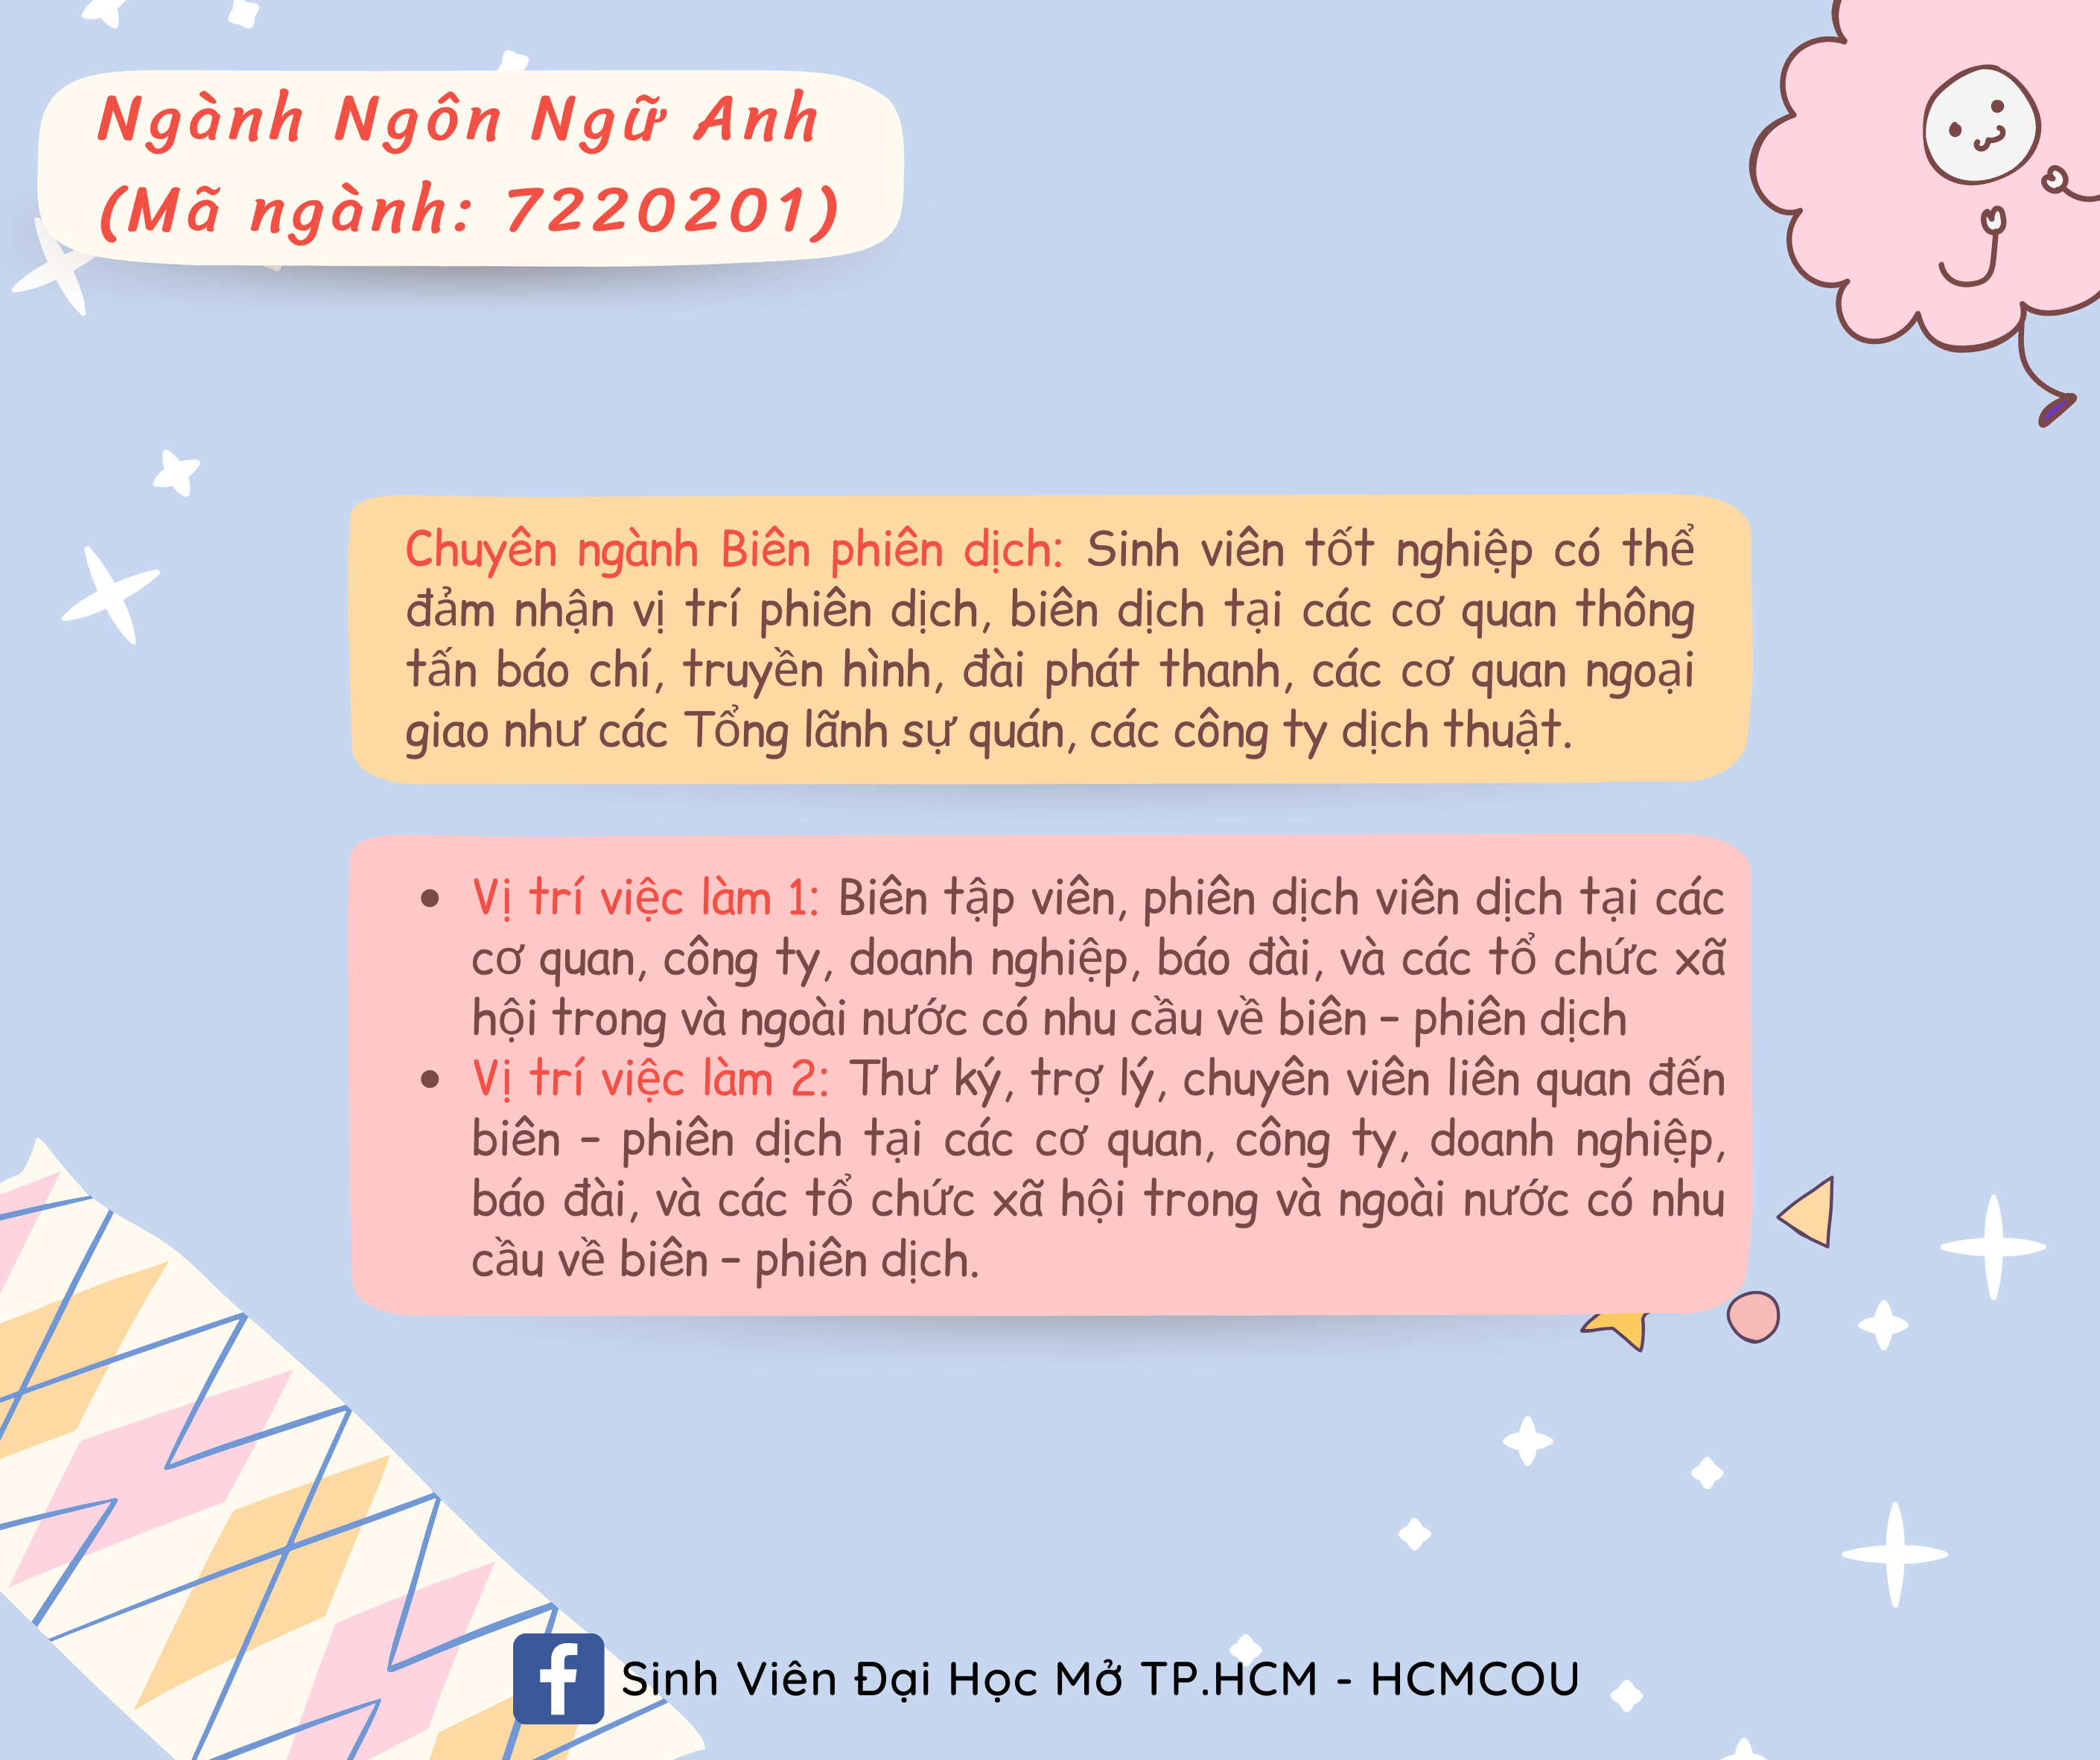 Ngành Ngôn Ngữ Anh
(Mã ngành: 7220201)
Chuyên ngành Biên phiên dịch: Sinh viên tốt nghiệp có thể
đảm nhận vị trí phiên dịch, biên dịch tại các cơ quan thông
tấn báo chí, truyền hình, đài phát thanh, các cơ quan ngoại
giao như các Tổng lãnh sự quán, các công ty dịch thuật.
• Vị trí việc làm 1: Biên tập viên, phiên dịch viên dịch tại các
cơ quan, công ty, doanh nghiệp, báo đài, và các tổ chức xã
hội trong và ngoài nước có nhu cầu về biên – phiên dịch
• Vị trí việc làm 2: Thư ký, trợ lý, chuyên viên liên quan đến
biên – phiên dịch tại các cơ quan, công ty, doanh nghiệp,
báo đài, và các tổ chức xã hội trong và ngoài nước có nhu
cầu về biên – phiên dịch.
f Sinh Viên Đại Học Mở TP.HCM - HCMCOU